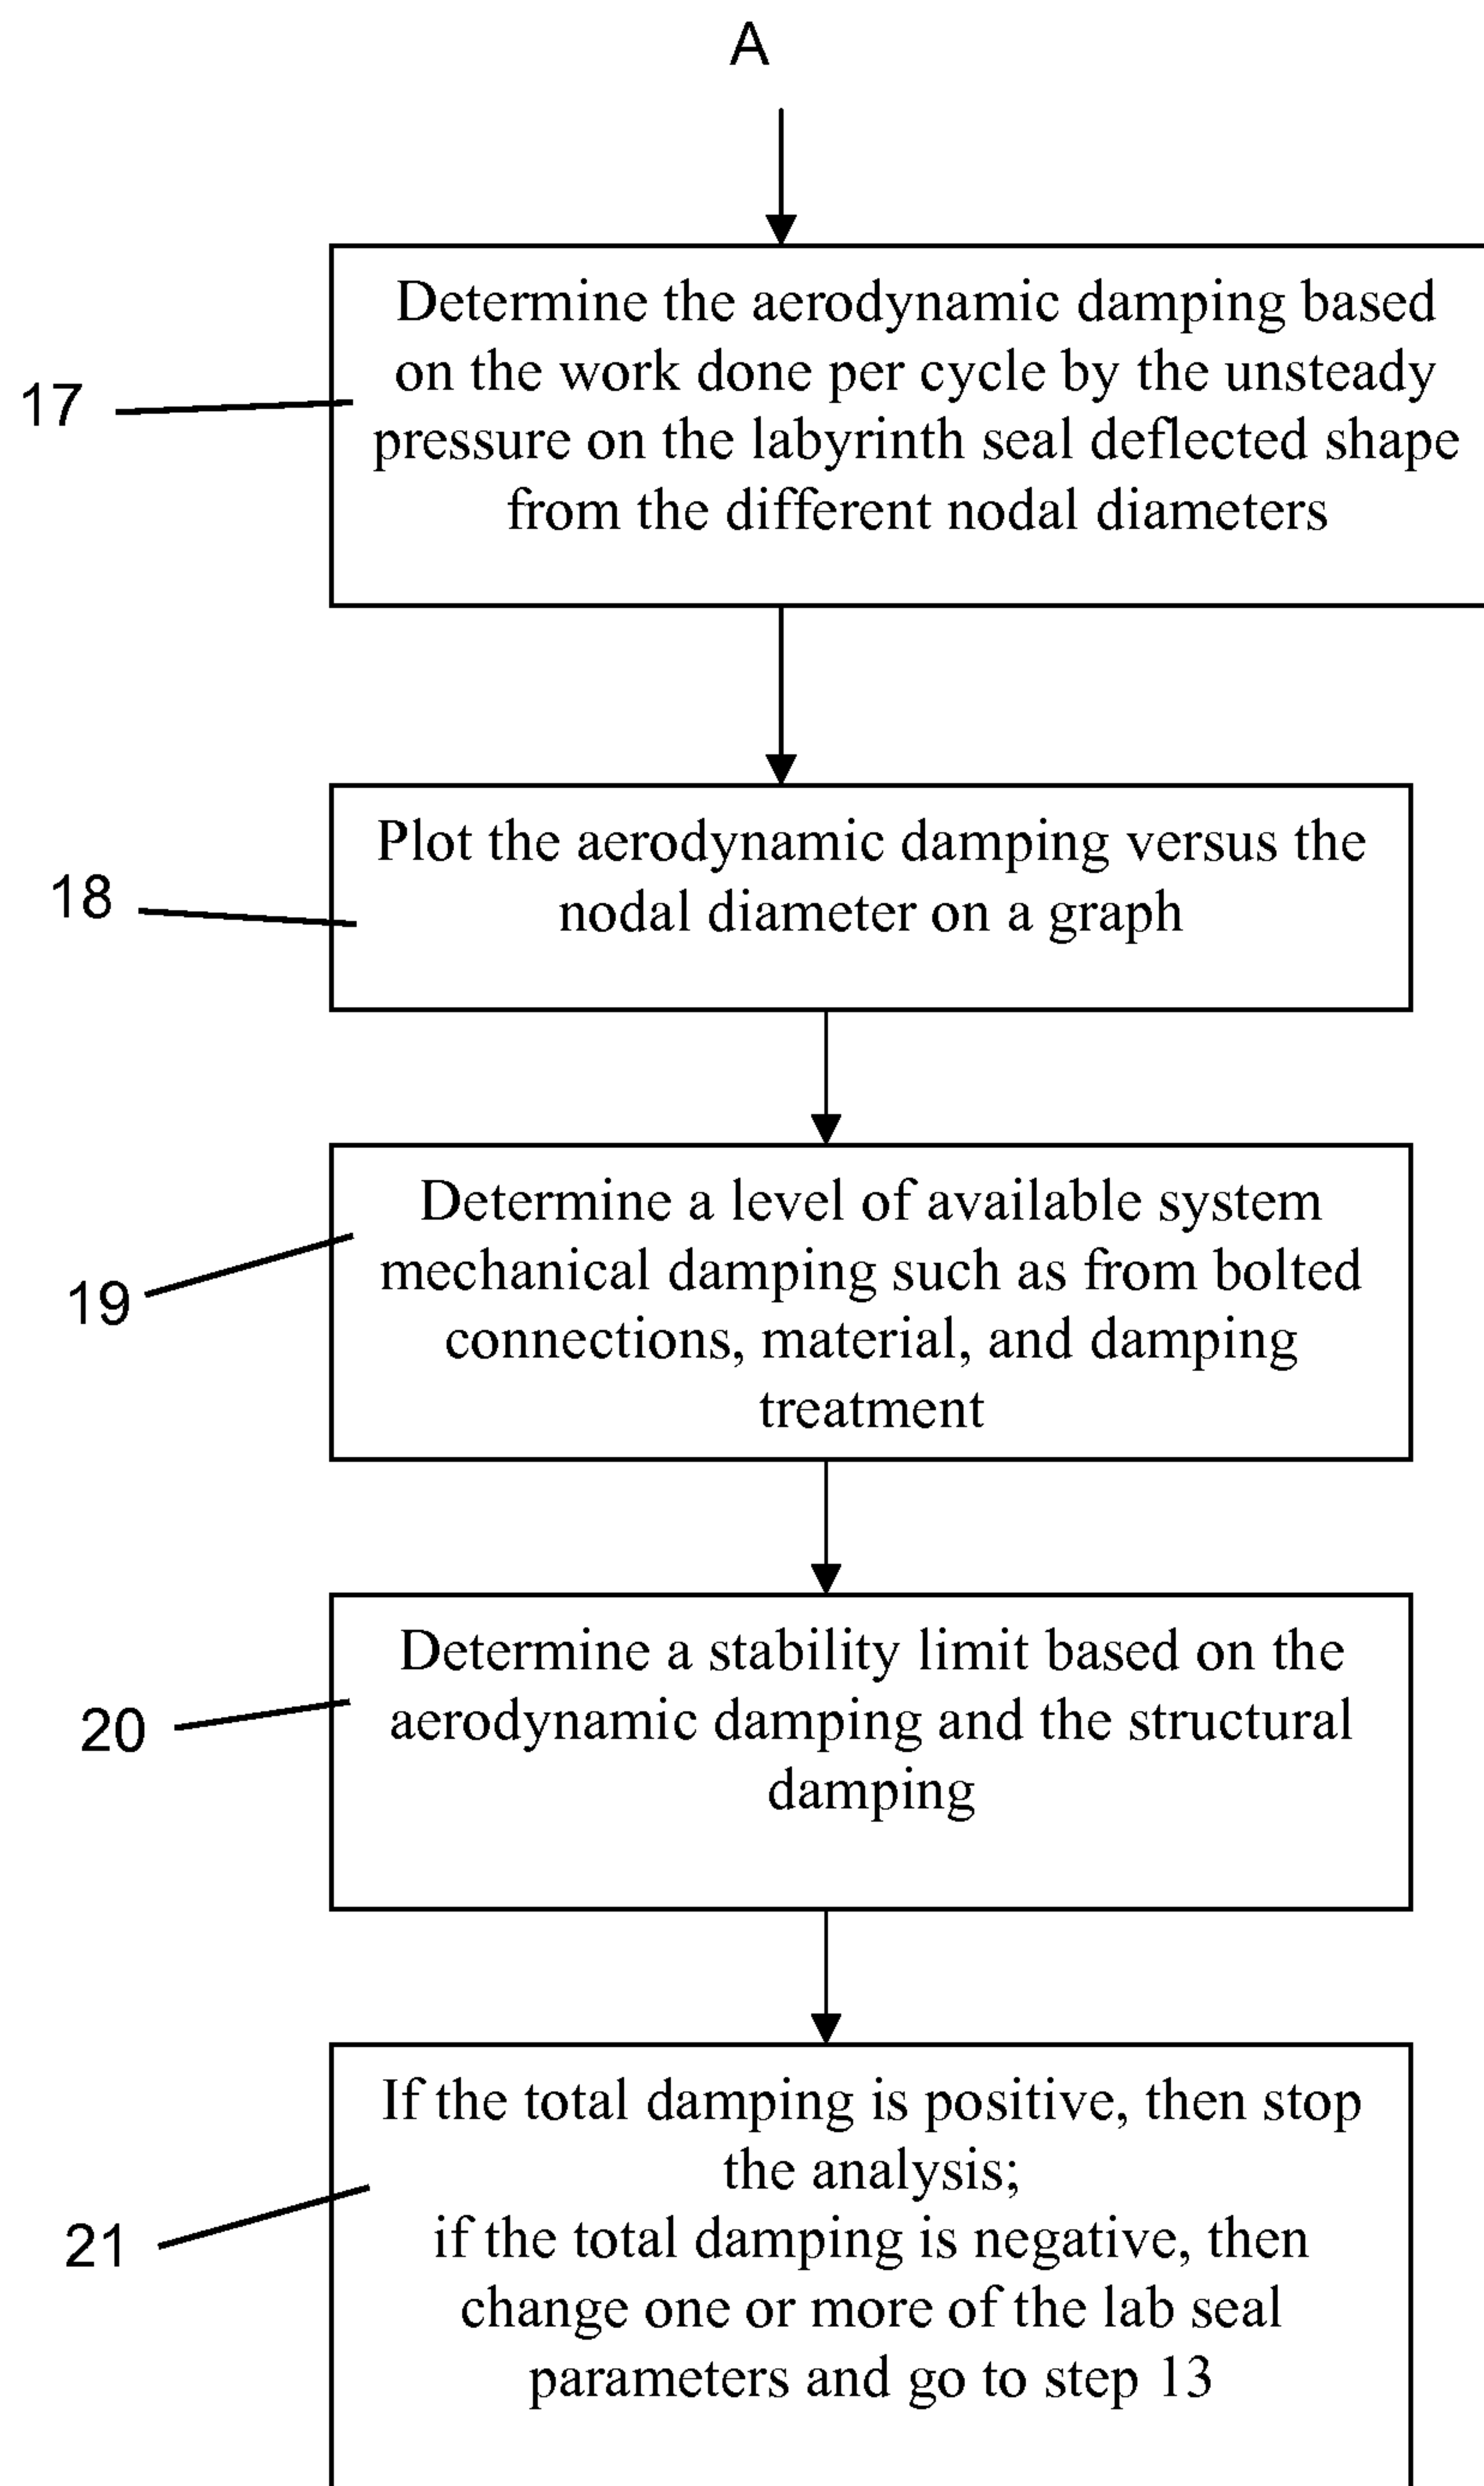 A
17
Determine the aerodynamic damping based
on the work done per cycle by the unsteady
pressure on the labyrinth seal deflected shape
from the different nodal diameters
18
Plot the aerodynamic damping versus the
nodal diameter on a graph
19
Determine a level of available system
mechanical damping such as from bolted
connections, material, and damping
treatment
20
Determine a stability limit based on the
aerodynamic damping and the structural
damping
21
If the total damping is positive, then stop
the analysis;
if the total damping is negative, then
change one or more of the lab seal
parameters and go to step 13